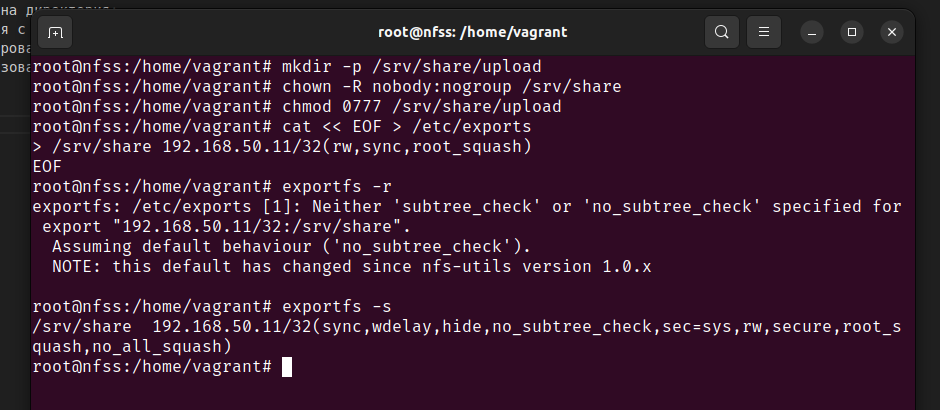 на директория
root@nfss: /home/vagrant
я с
рова
зова
root@nfss:/home/vagrant# mkdir -p /srv/share/upload
root@nfss:/home/vagrant# chown -R nobody:nogroup /srv/share
root@nfss:/home/vagrant# chmod 0777 /srv/share/upload
root@nfss:/home/vagrant# cat << EOF > /etc/exports
> /srv/share 192.168.50.11/32(rw,sync,root_squash)
EOF
root@nfss:/home/vagrant# exportfs -r
exportfs: /etc/exports [1]: Neither 'subtree_check' or 'no_subtree_check' specified for
export "192.168.50.11/32:/srv/share".
Assuming default behaviour ('no_subtree_check').
NOTE: this default has changed since nfs-utils version 1.0.x
root@nfss:/home/vagrant# exportfs -s
/srv/share  192.168.50.11/32(sync,wdelay,hide,no_subtree_check,sec=sys,rw,secure,root_s
quash,no_all_squash)
root@nfss:/home/vagrant#